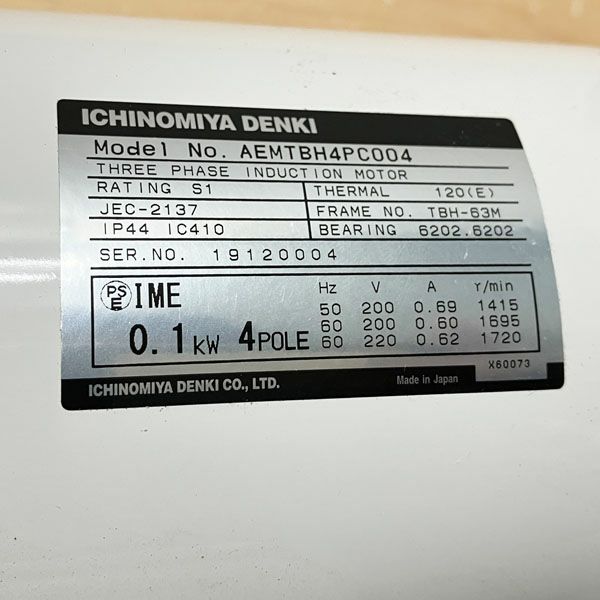 ICHINOMIYA DENKI
Model No. AEMTBH4PC004
THREE PHASE INDUCTION MOTOR
RATING S1 THERMAL 120(E)
JEC-2137 FRAME NO. TBH-63M
IP44 IC410 BEARING 6202.6202
SER.NO. 19120004
PSE IME Hz V A r/min
50 200 0.69 1415
0.1kW 4POLE 60 200 0.60 1695
60 220 0.62 1720
X60073
ICHINOMIYA DENKI CO., LTD. Made in Japan